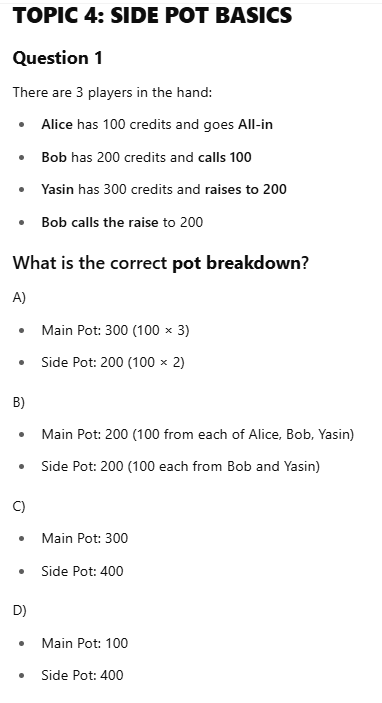 TOPIC 4: SIDE POT BASICS
Question 1
There are 3 players in the hand:
• Alice has 100 credits and goes All-in
• Bob has 200 credits and calls 100
• Yasin has 300 credits and raises to 200
• Bob calls the raise to 200
What is the correct pot breakdown?
A)
• Main Pot: 300 (100 × 3)
• Side Pot: 200 (100 × 2)
B)
• Main Pot: 200 (100 from each of Alice, Bob, Yasin)
• Side Pot: 200 (100 each from Bob and Yasin)
C)
• Main Pot: 300
• Side Pot: 400
D)
• Main Pot: 100
• Side Pot: 400